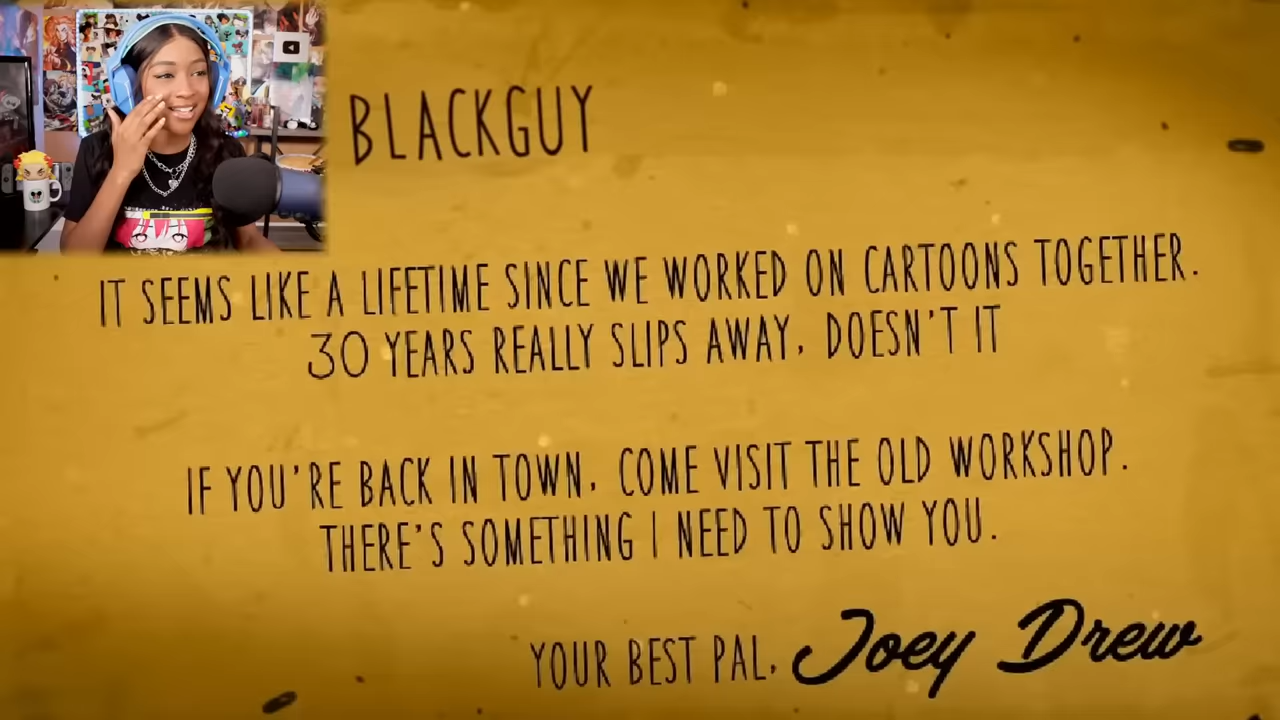 BLACKGUY
IT SEEMS LIKE A LIFETIME SINCE WE WORKED ON CARTOONS TOGETHER.
30 YEARS REALLY SLIPS AWAY, DOESN'T IT
IF YOU'RE BACK IN TOWN, COME VISIT THE OLD WORKSHOP.
THERE'S SOMETHING I NEED TO SHOW YOU.
YOUR BEST PAL, Joey Drew